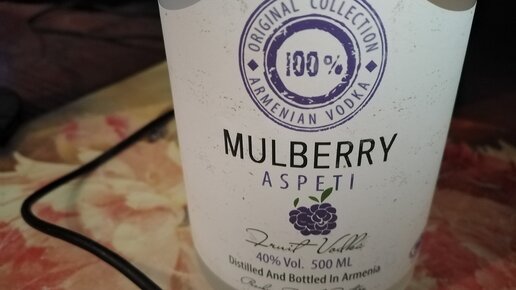 ORIGINAL COLLECTION
100%
ARMENIAN VODKA
MULBERRY
ASPETI
Fruit Vodka
40% Vol. 500 ML
Distilled And Bottled In Armenia